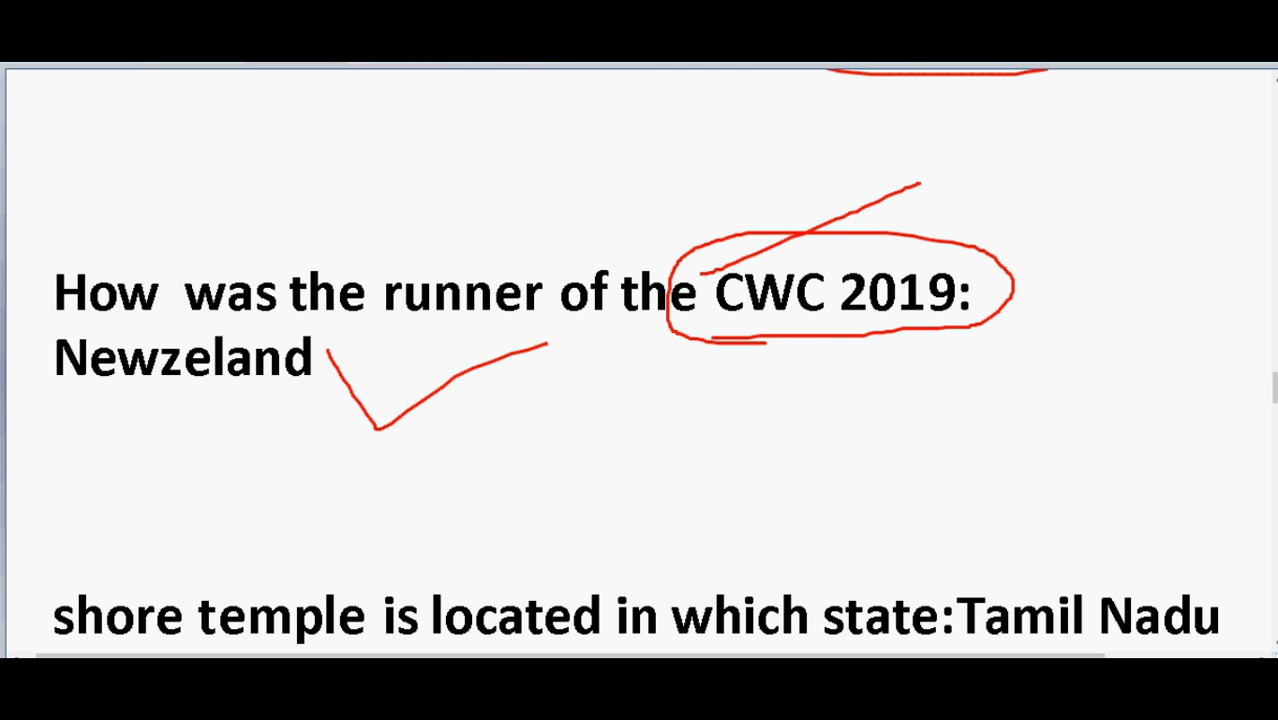 How was the runner of the CWC 2019:
Newzeland
shore temple is located in which state:Tamil Nadu